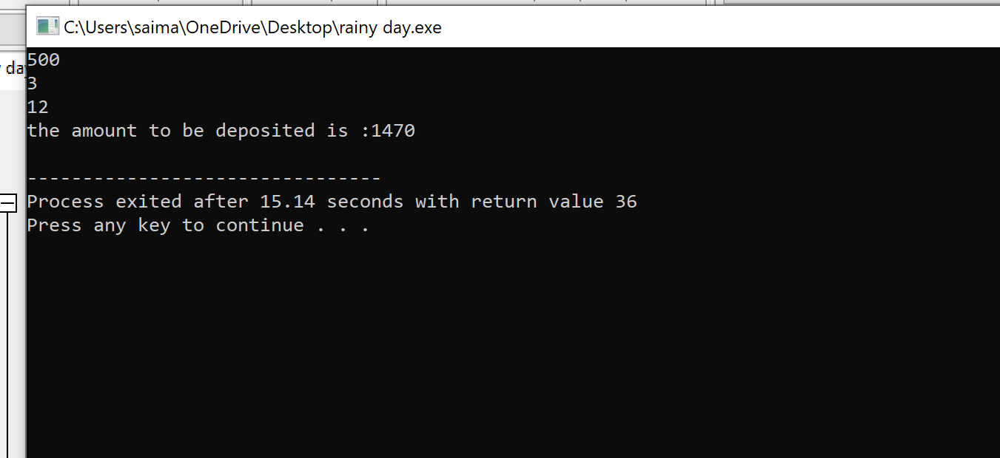 C:\Users\saima\OneDrive\Desktop\rainy day.exe
500
da
3
12
the amount to be deposited is :1470
--------------------------------
Process exited after 15.14 seconds with return value 36
Press any key to continue . . .